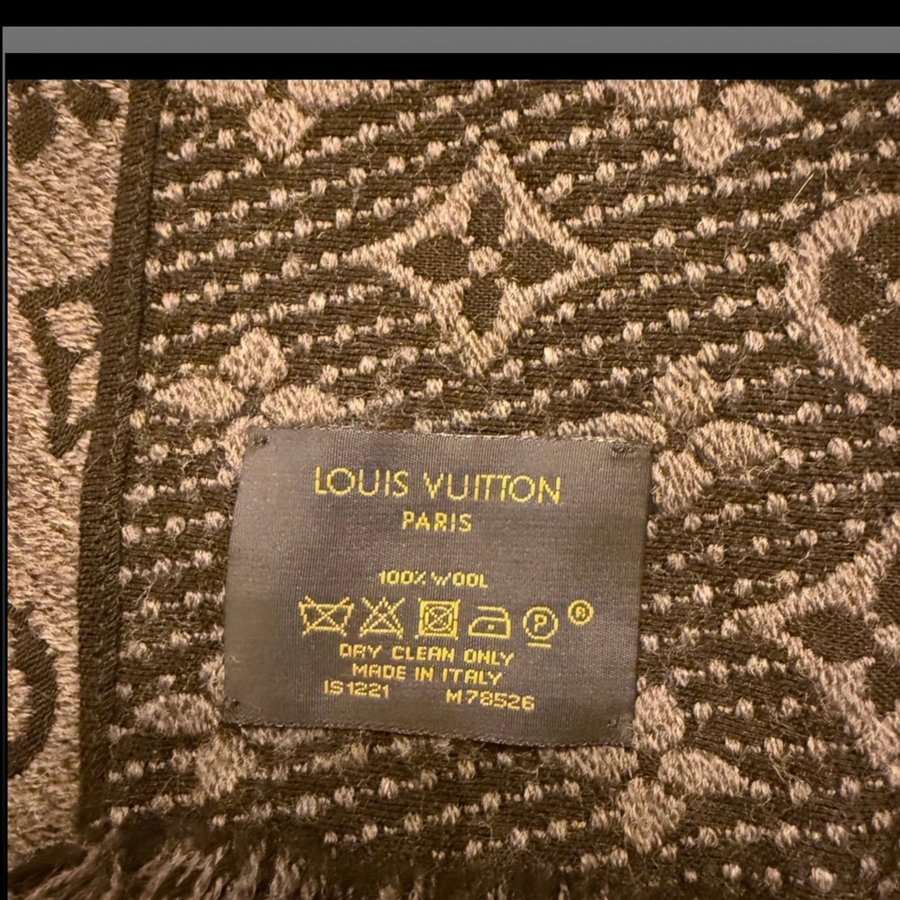 LOUIS VUITTON
PARIS
100% WOOL
P ®
DRY CLEAN ONLY
MADE IN ITALY
IS1221 M78526